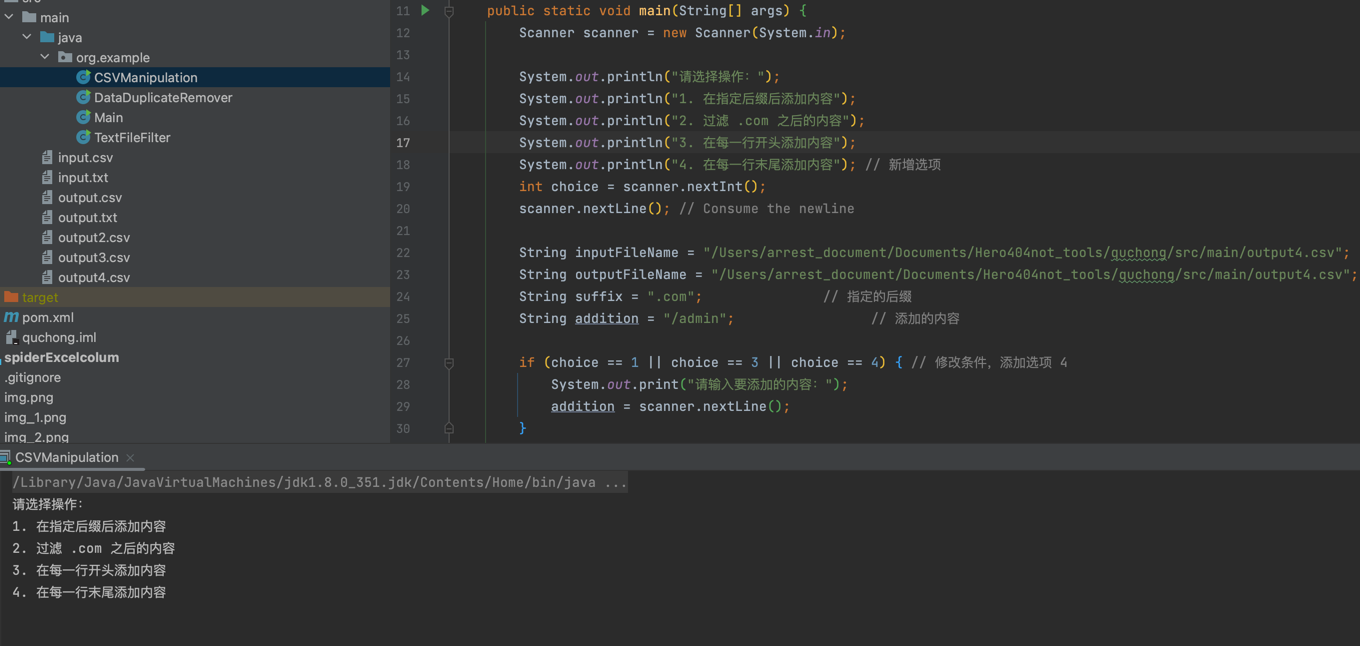 src
main
java
org.example
CSVManipulation
DataDuplicateRemover
Main
TextFileFilter
input.csv
input.txt
output.csv
output.txt
output2.csv
output3.csv
output4.csv
target
pom.xml
quchong.iml
spiderExcelcolum
.gitignore
img.png
img_1.png
img_2.png
11 public static void main(String[] args) {
12 Scanner scanner = new Scanner(System.in);
13
14 System.out.println("请选择操作: ");
15 System.out.println("1. 在指定后缀后添加内容");
16 System.out.println("2. 过滤 .com 之后的内容");
17 System.out.println("3. 在每一行开头添加内容");
18 System.out.println("4. 在每一行末尾添加内容"); // 新增选项
19 int choice = scanner.nextInt();
20 scanner.nextLine(); // Consume the newline
21
22 String inputFileName = "/Users/arrest_document/Documents/Hero404not_tools/quchong/src/main/output4.csv";
23 String outputFileName = "/Users/arrest_document/Documents/Hero404not_tools/quchong/src/main/output4.csv";
24 String suffix = ".com"; // 指定的后缀
25 String addition = "/admin"; // 添加的内容
26
27 if (choice == 1 || choice == 3 || choice == 4) { // 修改条件, 添加选项 4
28 System.out.print("请输入要添加的内容: ");
29 addition = scanner.nextLine();
30 }
CSVManipulation
/Library/Java/JavaVirtualMachines/jdk1.8.0_351.jdk/Contents/Home/bin/java ...
请选择操作:
1. 在指定后缀后添加内容
2. 过滤 .com 之后的内容
3. 在每一行开头添加内容
4. 在每一行末尾添加内容